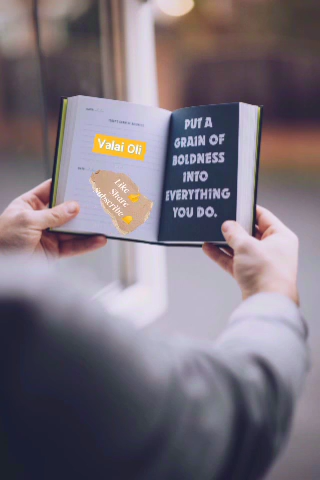 Valai Oli
Like
Share
Subscribe
PUT A
GRAIN OF
BOLDNESS
INTO
EVERYTHING
YOU DO.